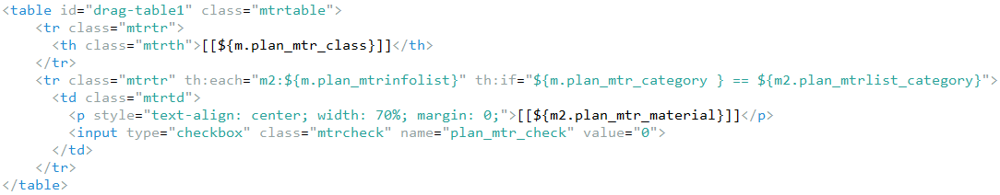 <table id="drag-table1" class="mtrtable">
    <tr class="mtrtr">
      <th class="mtrth">[[${m.plan_mtr_class}]]</th>
    </tr>
    <tr class="mtrtr" th:each="m2:${m.plan_mtrinfolist}" th:if="${m.plan_mtr_category } == ${m2.plan_mtrlist_category}">
      <td class="mtrtd">
        <p style="text-align: center; width: 70%; margin: 0;">[[${m2.plan_mtr_material}]]</p>
        <input type="checkbox" class="mtrcheck" name="plan_mtr_check" value="0">
      </td>
    </tr>
</table>